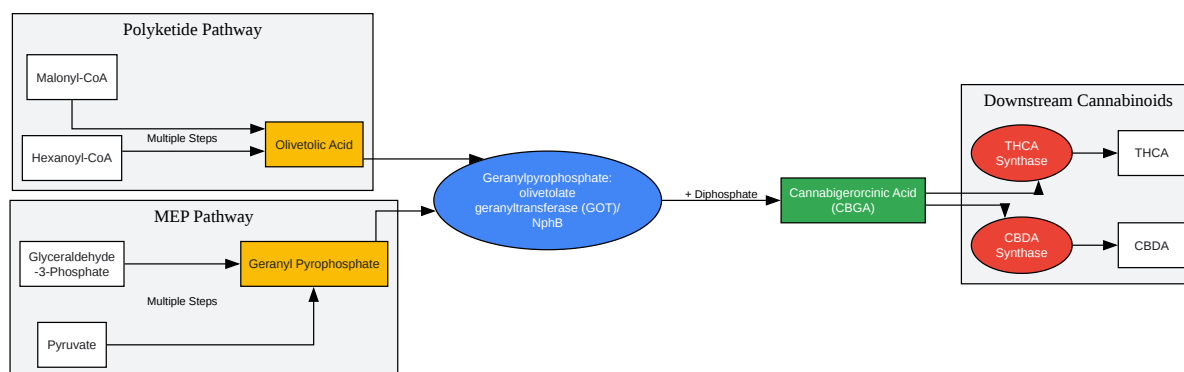 Polyketide Pathway
Malonyl-CoA
Multiple Steps
Hexanoyl-CoA
Olivetolic Acid
MEP Pathway
Glyceraldehyde
-3-Phosphate
Geranyl Pyrophosphate
Multiple Steps
Pyruvate
Geranylpyrophosphate:
olivetolate
geranyltransferase (GOT)/
NphB
+ Diphosphate
Cannabigerorcinic Acid
(CBGA)
Downstream Cannabinoids
THCA
Synthase
THCA
CBDA
Synthase
CBDA